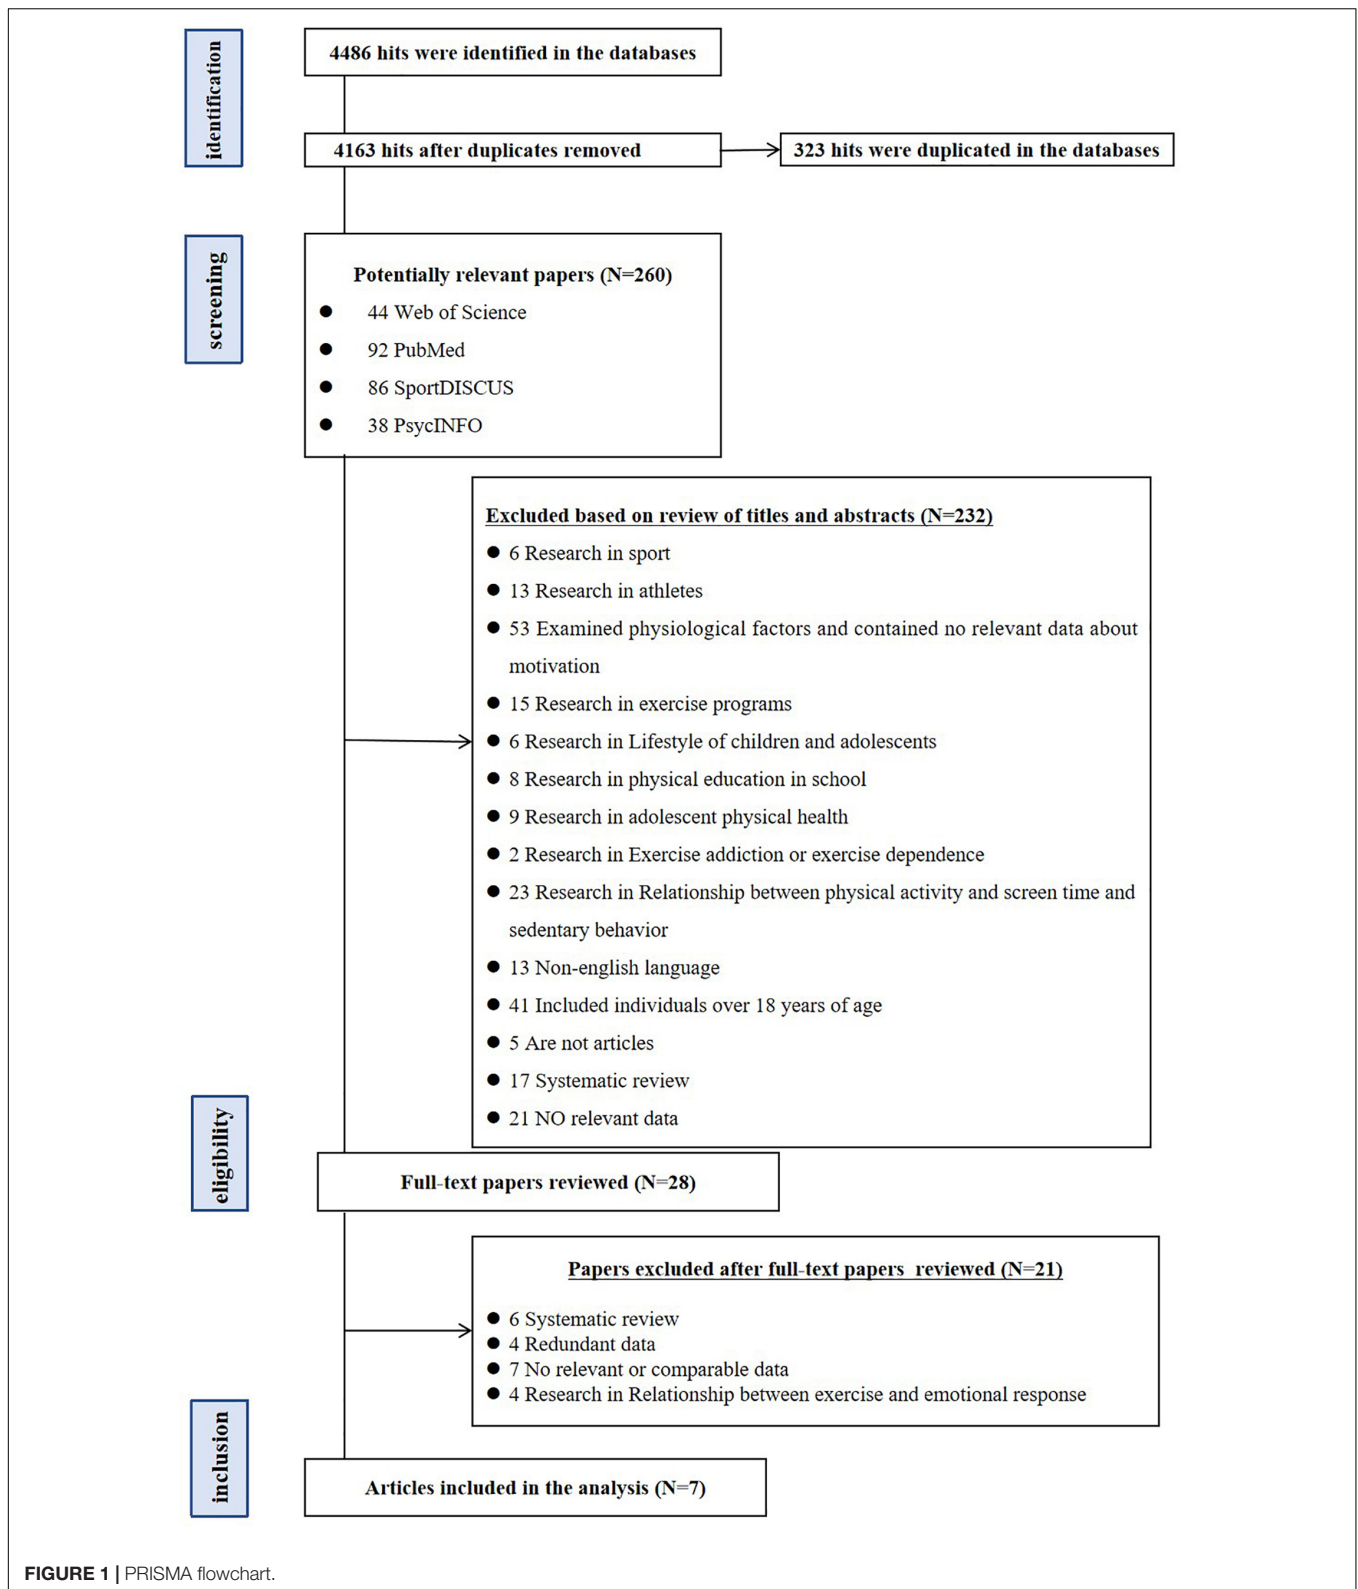 identification
4486 hits were identified in the databases
4163 hits after duplicates removed
323 hits were duplicated in the databases
screening
Potentially relevant papers (N=260)
● 44 Web of Science
● 92 PubMed
● 86 SportDISCUS
● 38 PsycINFO
Excluded based on review of titles and abstracts (N=232)
● 6 Research in sport
● 13 Research in athletes
● 53 Examined physiological factors and contained no relevant data about
motivation
● 15 Research in exercise programs
● 6 Research in Lifestyle of children and adolescents
● 8 Research in physical education in school
● 9 Research in adolescent physical health
● 2 Research in Exercise addiction or exercise dependence
● 23 Research in Relationship between physical activity and screen time and
sedentary behavior
● 13 Non-english language
● 41 Included individuals over 18 years of age
● 5 Are not articles
● 17 Systematic review
● 21 NO relevant data
eligibility
Full-text papers reviewed (N=28)
Papers excluded after full-text papers reviewed (N=21)
● 6 Systematic review
● 4 Redundant data
● 7 No relevant or comparable data
● 4 Research in Relationship between exercise and emotional response
inclusion
Articles included in the analysis (N=7)
FIGURE 1 | PRISMA flowchart.